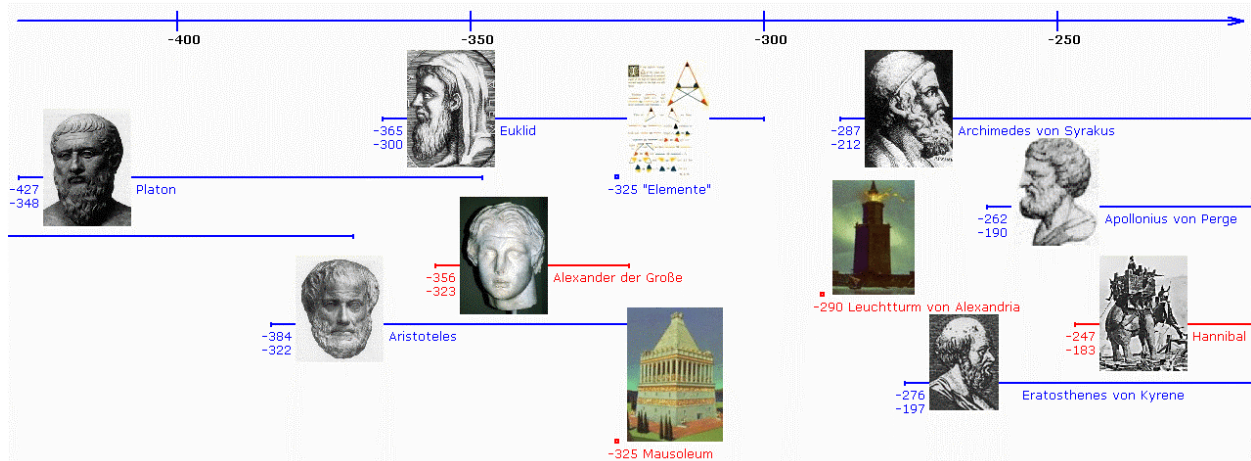 -400
-350
-300
-250
-365
-300
Euklid
-287
-212
Archimedes von Syrakus
-427
-348
Platon
-325 "Elemente"
-262
-190
Apollonius von Perge
-356
-323
Alexander der Große
-290 Leuchtturm von Alexandria
-384
-322
Aristoteles
-247
-183
Hannibal
-276
-197
Eratosthenes von Kyrene
-325 Mausoleum